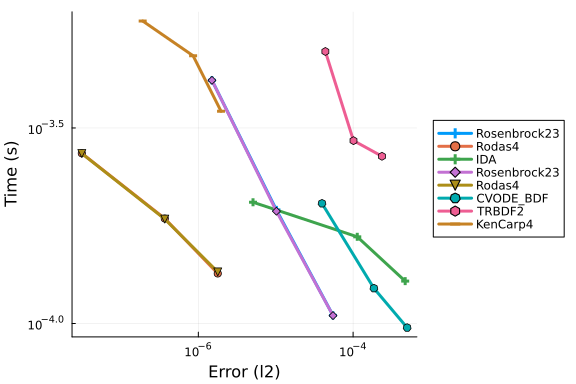 Time (s)
10^−3.5
10^−4.0
10^−6
10^−4
Error (l2)
Rosenbrock23
Rodas4
IDA
Rosenbrock23
Rodas4
CVODE_BDF
TRBDF2
KenCarp4